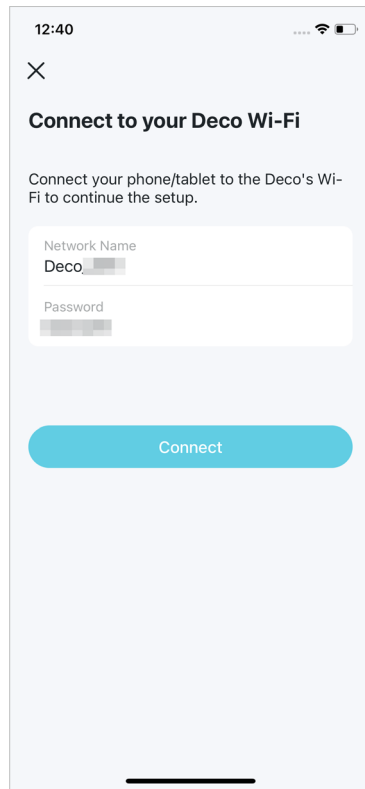 12:40
Connect to your Deco Wi-Fi
Connect your phone/tablet to the Deco's Wi-
Fi to continue the setup.
Network Name
Deco_
Password
Connect